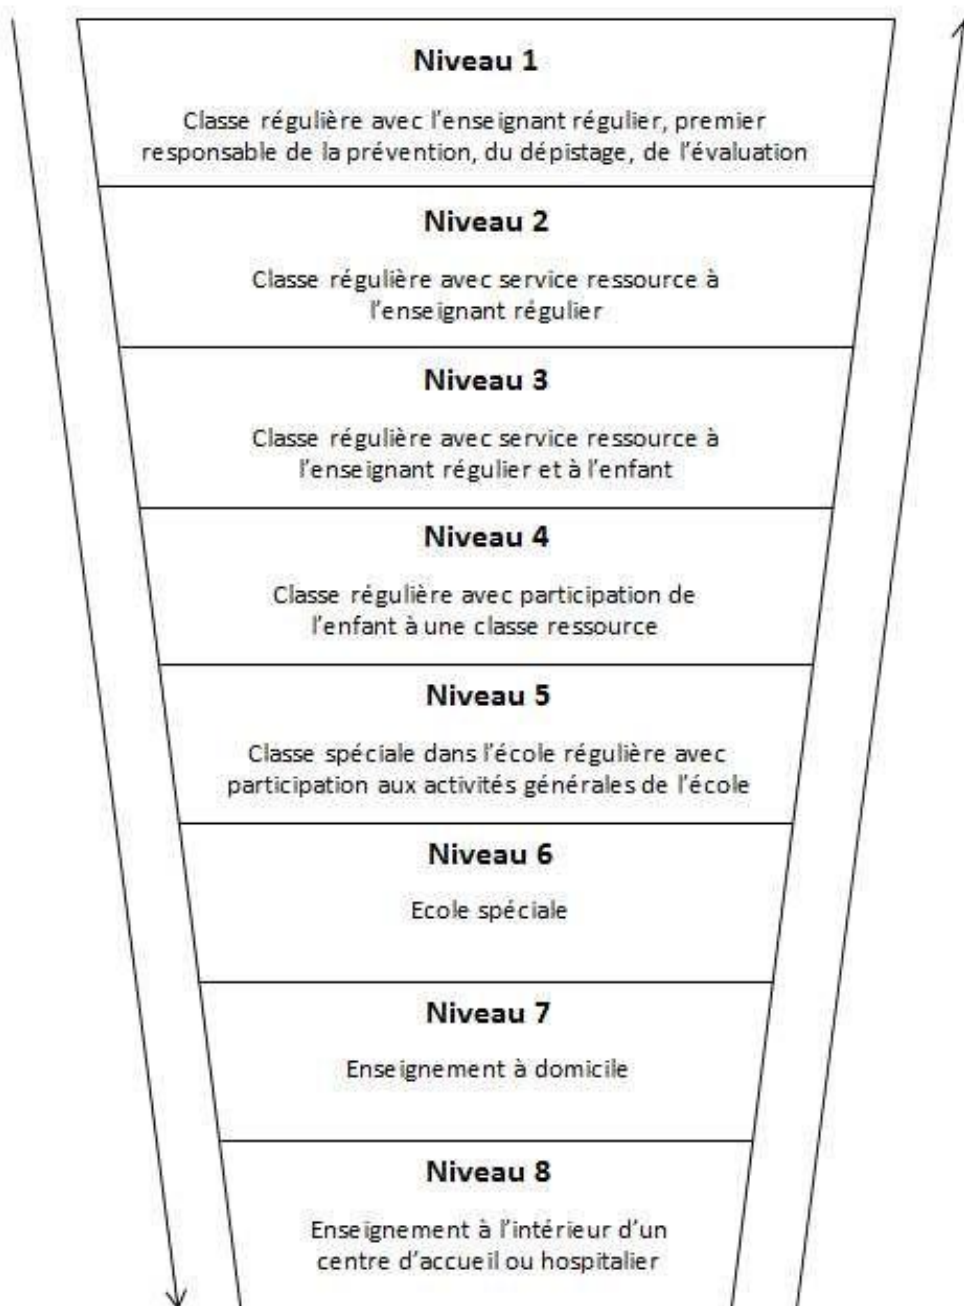 Niveau 1
Classe régulière avec l'enseignant régulier, premier
responsable de la prévention, du dépistage, de l'évaluation
Niveau 2
Classe régulière avec service ressource à
l'enseignant régulier
Niveau 3
Classe régulière avec service ressource à
l'enseignant régulier et à l'enfant
Niveau 4
Classe régulière avec participation de
l'enfant à une classe ressource
Niveau 5
Classe spéciale dans l'école régulière avec
participation aux activités générales de l'école
Niveau 6
Ecole spéciale
Niveau 7
Enseignement à domicile
Niveau 8
Enseignement à l'intérieur d'un
centre d'accueil ou hospitalier